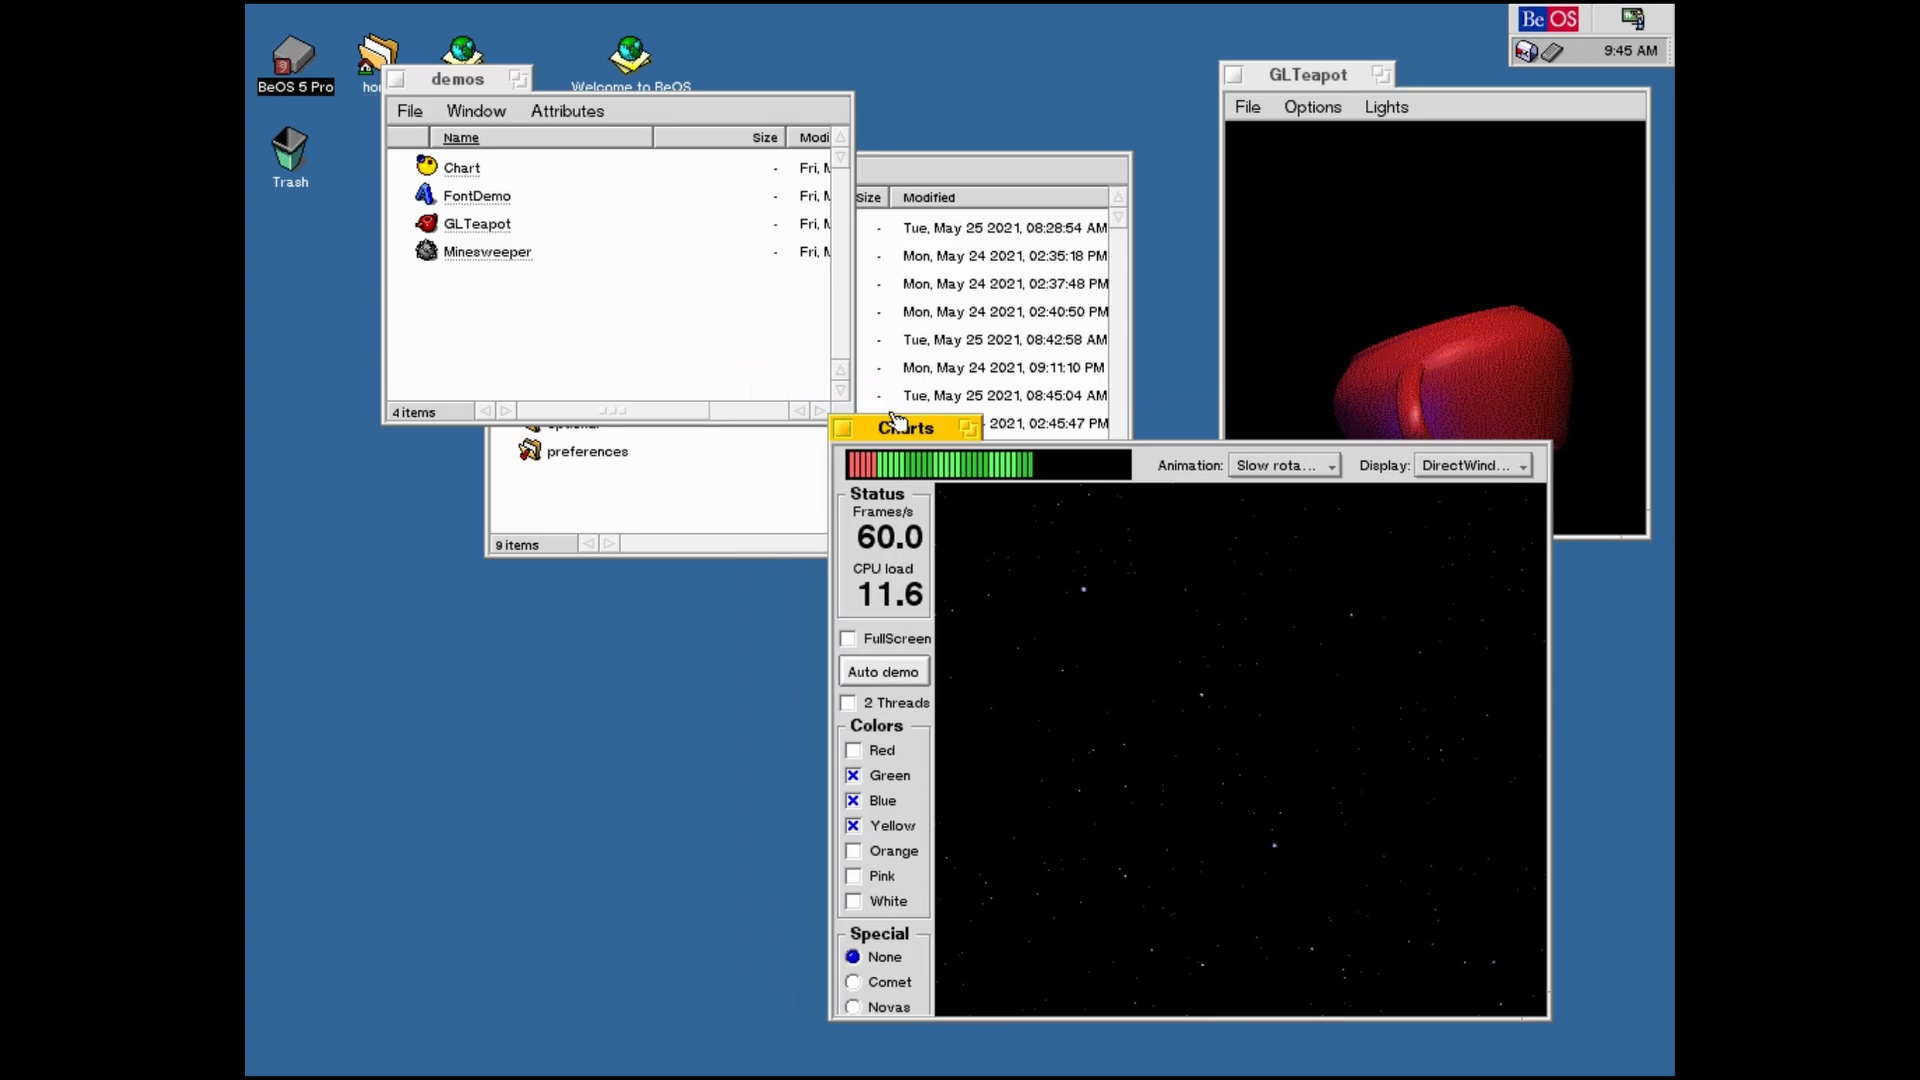 Be OS
9:45 AM
BeOS 5 Pro
Welcome to BeOS
Trash
demos
File Window Attributes
Name Size Modi
Chart - Fri, M
FontDemo - Fri, M
GLTeapot - Fri, M
Minesweeper - Fri, M
4 items
Size Modified
- Tue, May 25 2021, 08:28:54 AM
- Mon, May 24 2021, 02:35:18 PM
- Mon, May 24 2021, 02:37:48 PM
- Mon, May 24 2021, 02:40:50 PM
- Tue, May 25 2021, 08:42:58 AM
- Mon, May 24 2021, 09:11:10 PM
- Tue, May 25 2021, 08:45:04 AM
2021, 02:45:47 PM
preferences
9 items
GLTeapot
File Options Lights
Charts
Animation: Slow rota... Display: DirectWind...
Status
Frames/s
60.0
CPU load
11.6
FullScreen
Auto demo
2 Threads
Colors
Red
Green
Blue
Yellow
Orange
Pink
White
Special
None
Comet
Novas